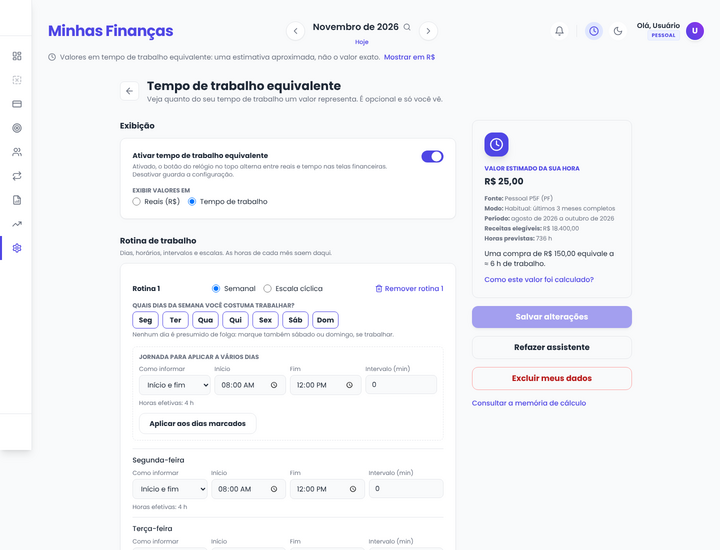 Minhas Finanças
Novembro de 2026
Hoje
Olá, Usuário
PESSOAL
U
Valores em tempo de trabalho equivalente: uma estimativa aproximada, não o valor exato. Mostrar em R$
Tempo de trabalho equivalente
Veja quanto do seu tempo de trabalho um valor representa. É opcional e só você vê.
Exibição
Ativar tempo de trabalho equivalente
Ativado, o botão do relógio no topo alterna entre reais e tempo nas telas financeiras.
Desativar guarda a configuração.
EXIBIR VALORES EM
Reais (R$)
Tempo de trabalho
Rotina de trabalho
Dias, horários, intervalos e escalas. As horas de cada mês saem daqui.
Rotina 1
Semanal
Escala cíclica
Remover rotina 1
QUAIS DIAS DA SEMANA VOCÊ COSTUMA TRABALHAR?
Seg
Ter
Qua
Qui
Sex
Sáb
Dom
Nenhum dia é presumido de folga: marque também sábado ou domingo, se trabalhar.
JORNADA PARA APLICAR A VÁRIOS DIAS
Como informar
Início
Fim
Intervalo (min)
Início e fim
08:00 AM
12:00 PM
0
Horas efetivas: 4 h
Aplicar aos dias marcados
Segunda-feira
Como informar
Início
Fim
Intervalo (min)
Início e fim
08:00 AM
12:00 PM
0
Horas efetivas: 4 h
Terça-feira
Como informar
Início
Fim
Intervalo (min)
VALOR ESTIMADO DA SUA HORA
R$ 25,00
Fonte: Pessoal PSF (PF)
Modo: Habitual: últimos 3 meses completos
Período: agosto de 2026 a outubro de 2026
Receitas elegíveis: R$ 18.400,00
Horas previstas: 736 h
Uma compra de R$ 150,00 equivale a
≈ 6 h de trabalho.
Como este valor foi calculado?
Salvar alterações
Refazer assistente
Excluir meus dados
Consultar a memória de cálculo